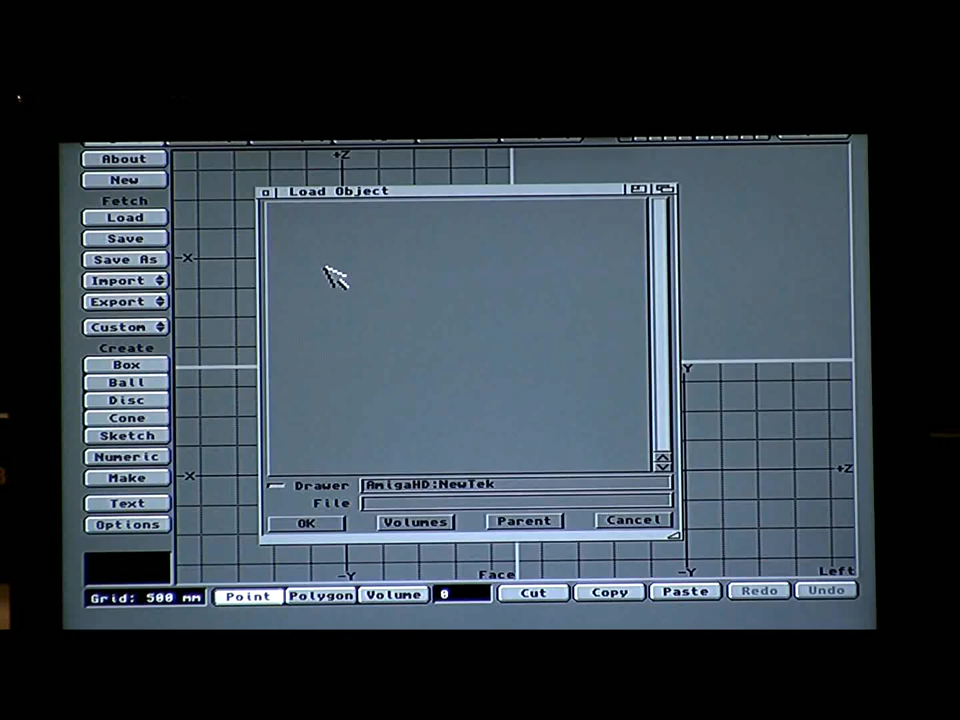 About
New
Fetch
Load
Save
Save As
Import
Export
Custom
Create
Box
Ball
Disc
Cone
Sketch
Numeric
Make
Text
Options
+Z
-X
Load Object
Drawer AmigaHD:NewTek
File
OK Volumes Parent Cancel
-X
Y
+Z
-Y Face -Y Left
Grid: 500 mm Point Polygon Volume 0 Cut Copy Paste Redo Undo